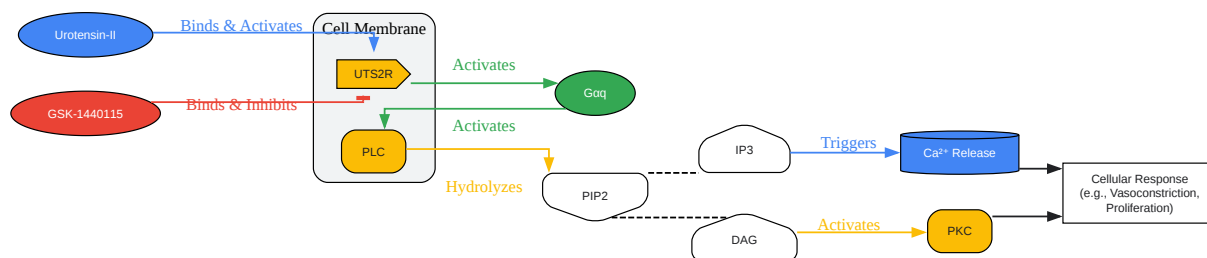 Urotensin-II
Binds & Activates
Cell Membrane
UTS2R
Activates
Gαq
GSK-1440115
Binds & Inhibits
Activates
PLC
Hydrolyzes
PIP2
IP3
Triggers
Ca²⁺ Release
DAG
Activates
PKC
Cellular Response
(e.g., Vasoconstriction,
Proliferation)